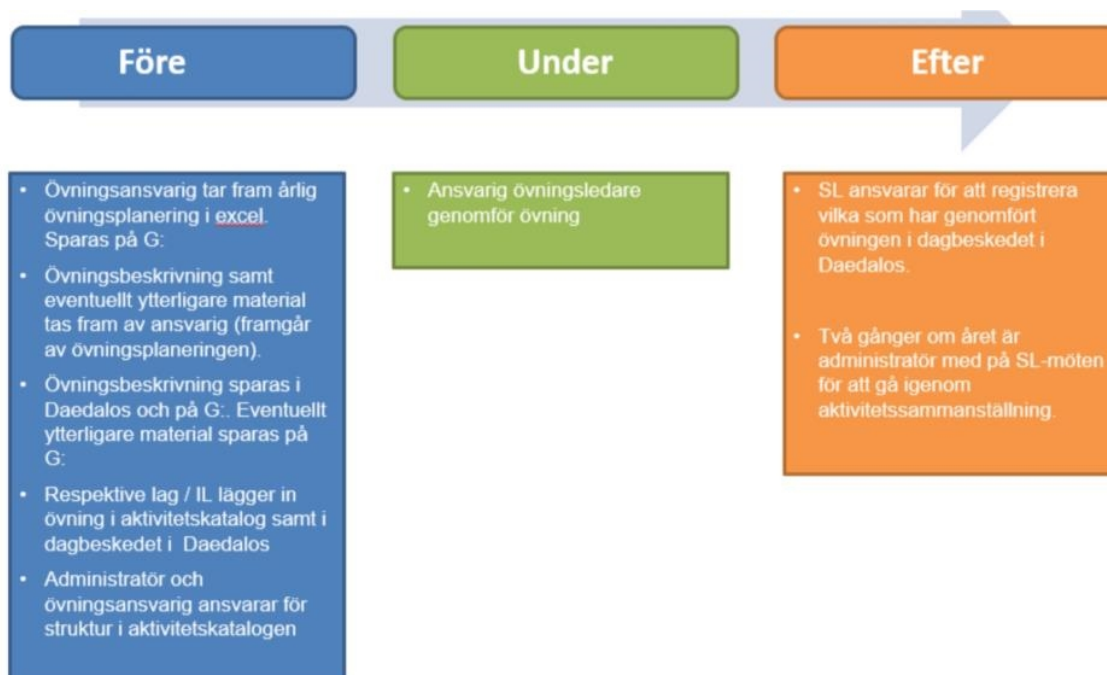 Före
Under
Efter
• Övningsansvarig tar fram årlig
övningsplanering i excel.
Sparas på G:
• Övningsbeskrivning samt
eventuellt ytterligare material
tas fram av ansvarig (framgår
av övningsplaneringen).
• Övningsbeskrivning sparas i
Daedalos och på G:. Eventuellt
ytterligare material sparas på
G:
• Respektive lag / IL lägger in
övning i aktivitetskatalog samt i
dagbeskedet i Daedalos
• Administratör och
övningsansvarig ansvarar för
struktur i aktivitetskatalogen
• Ansvarig övningsledare
genomför övning
• SL ansvarar för att registrera
vilka som har genomfört
övningen i dagbeskedet i
Daedalos.
• Två gånger om året är
administratör med på SL-möten
för att gå igenom
aktivitetssammanställning.